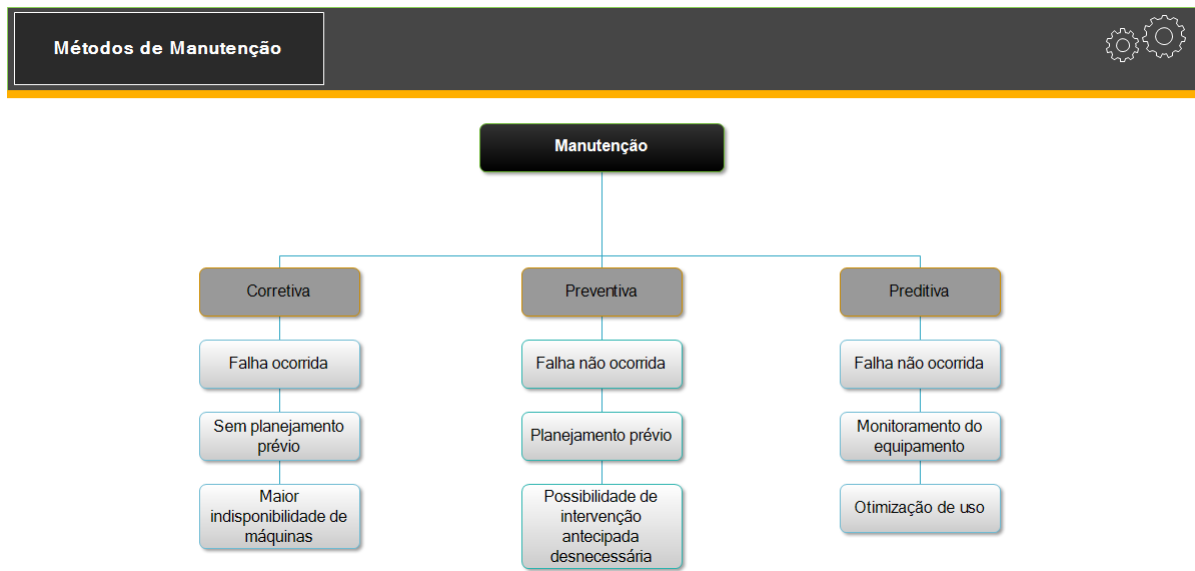 Métodos de Manutenção
Manutenção
Corretiva
Falha ocorrida
Sem planejamento
prévio
Maior
indisponibilidade de
máquinas
Preventiva
Falha não ocorrida
Planejamento prévio
Possibilidade de
intervenção
antecipada
desnecessária
Preditiva
Falha não ocorrida
Monitoramento do
equipamento
Otimização de uso